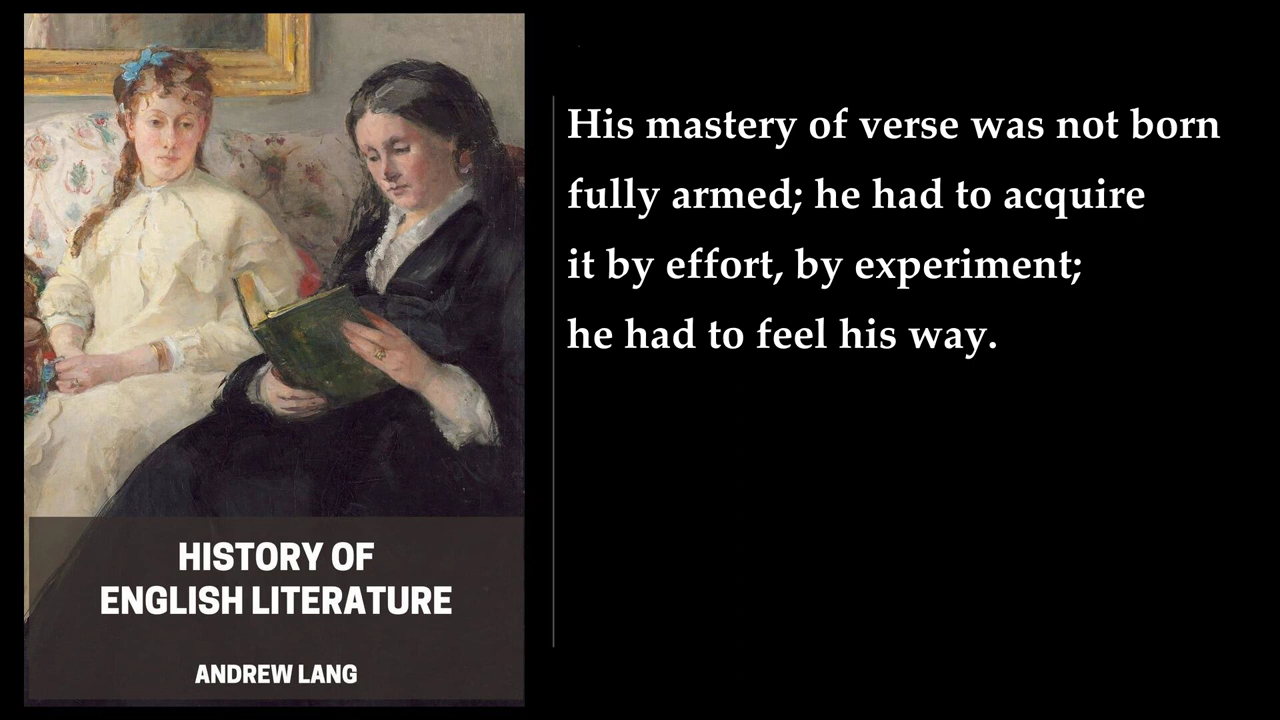 HISTORY OF
ENGLISH LITERATURE
ANDREW LANG
His mastery of verse was not born
fully armed; he had to acquire
it by effort, by experiment;
he had to feel his way.